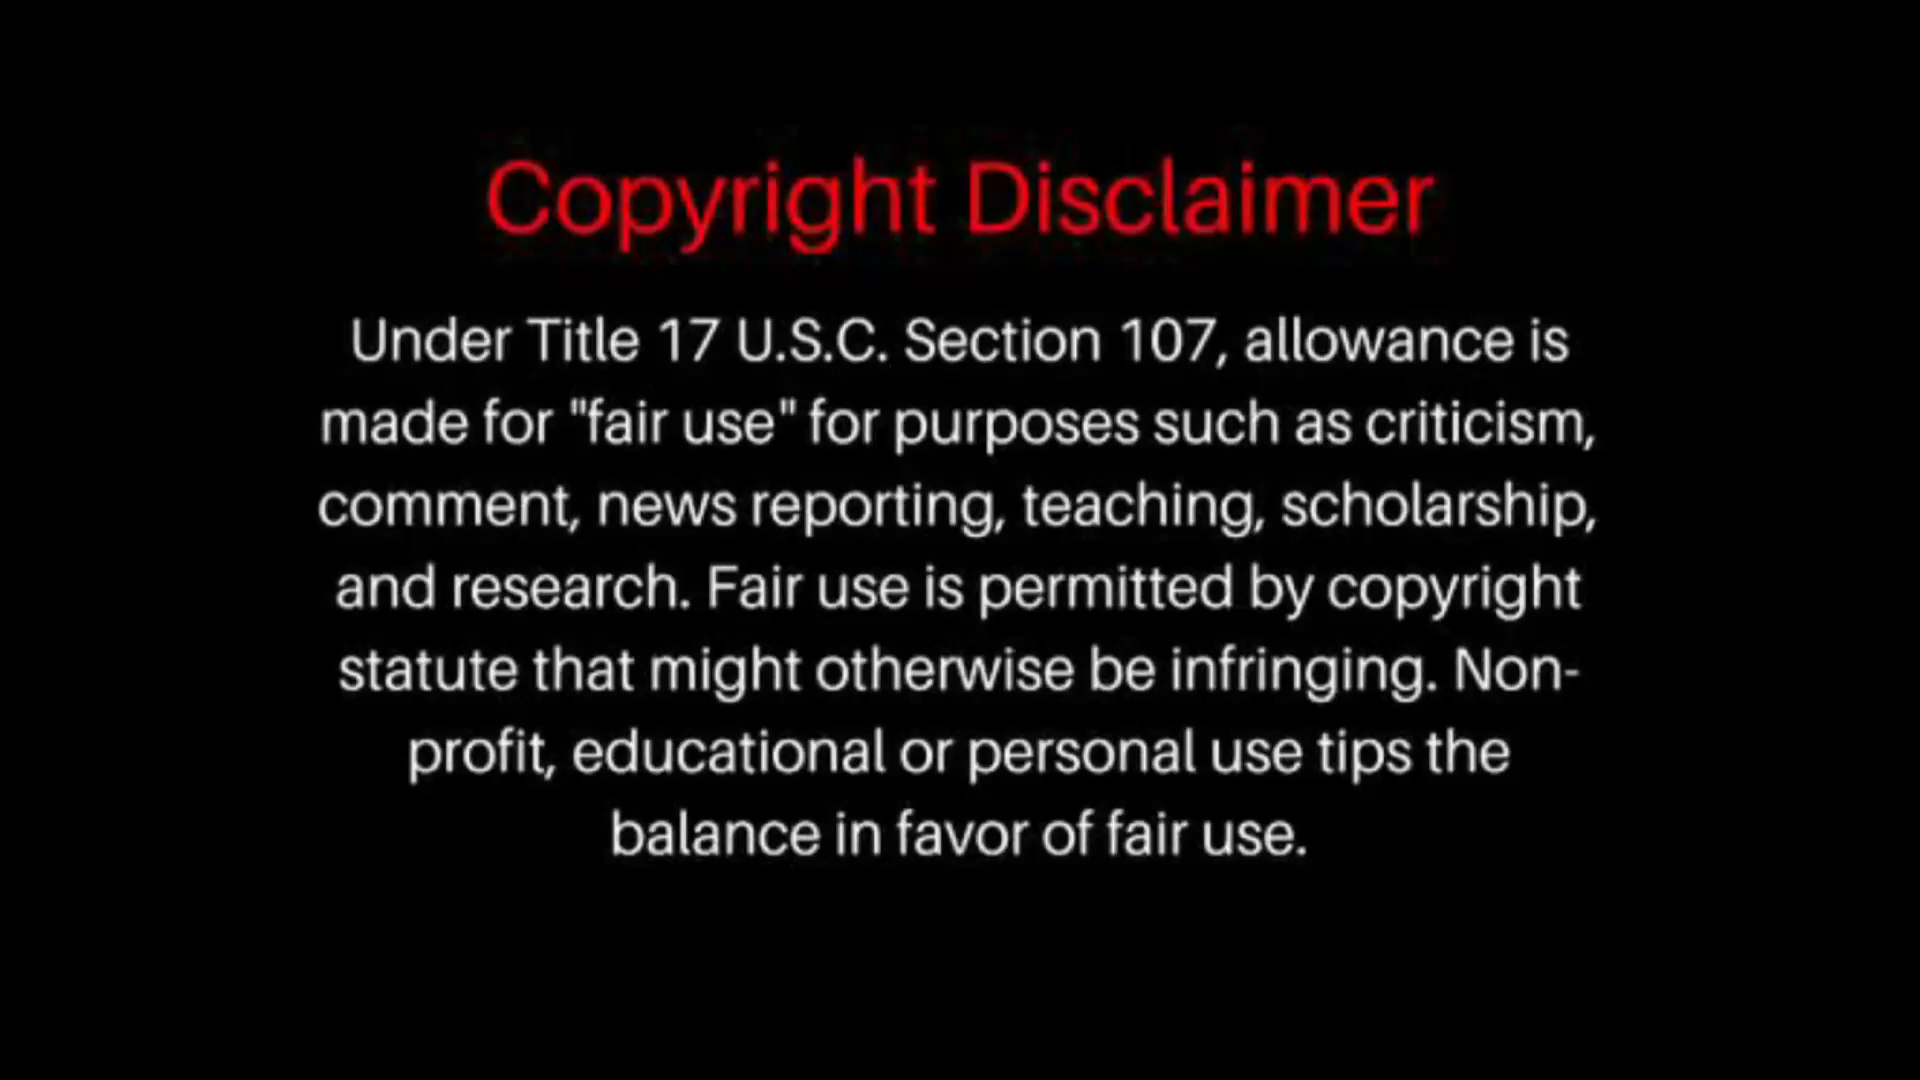 Copyright Disclaimer
Under Title 17 U.S.C. Section 107, allowance is
made for "fair use" for purposes such as criticism,
comment, news reporting, teaching, scholarship,
and research. Fair use is permitted by copyright
statute that might otherwise be infringing. Non-
profit, educational or personal use tips the
balance in favor of fair use.